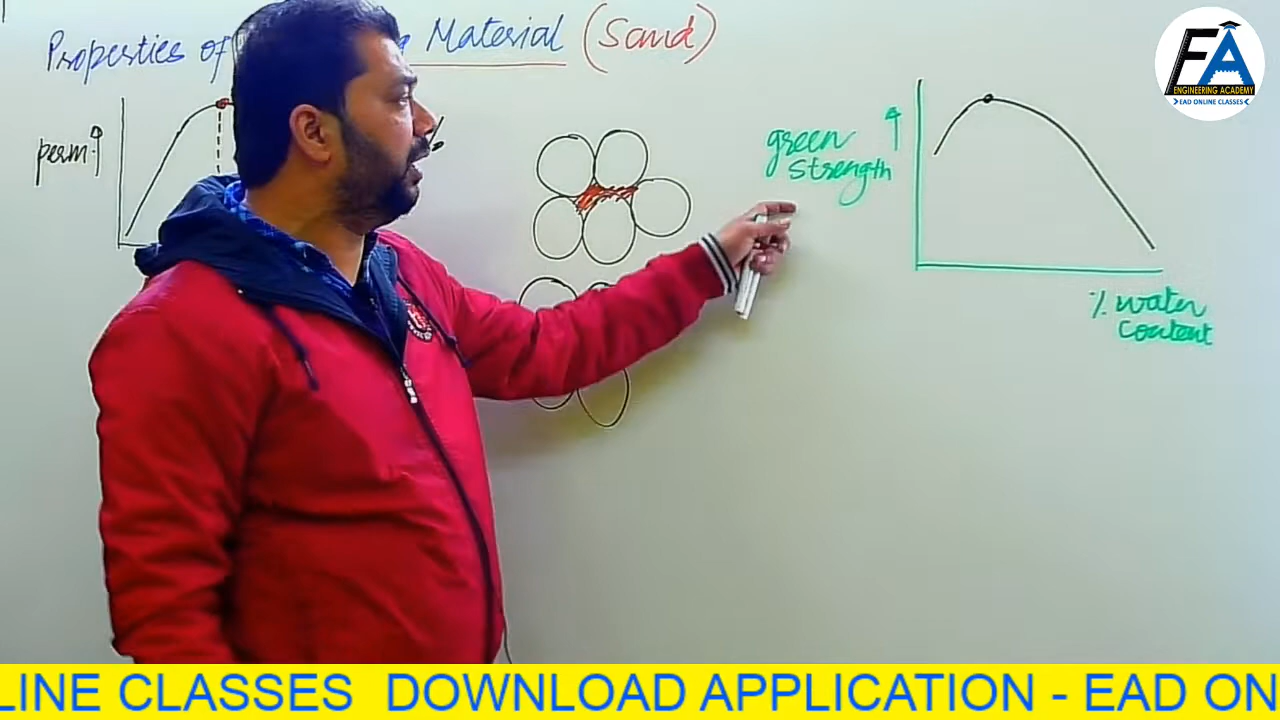 Properties of Material (Sand)
perm.
green
strength
% water
content
EA
ENGINEERING ACADEMY
EAD ONLINE CLASSES
LINE CLASSES DOWNLOAD APPLICATION - EAD ON